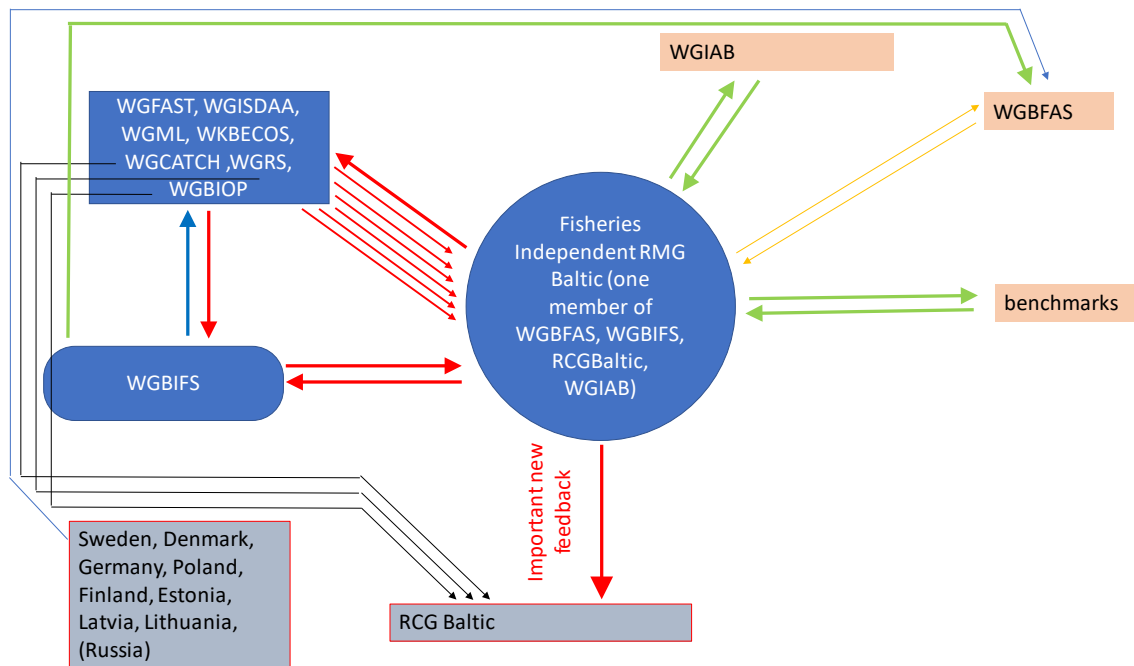 WGIAB
WGBFAS
WGFAST, WGISDAA,
WGML, WKBECOS,
WGCATCH ,WGRS,
WGBIOP
Fisheries
Independent RMG
Baltic (one
member of
WGBFAS, WGBIFS,
RCGBaltic,
WGIAB)
benchmarks
WGBIFS
Important new
feedback
Sweden, Denmark,
Germany, Poland,
Finland, Estonia,
Latvia, Lithuania,
(Russia)
RCG Baltic